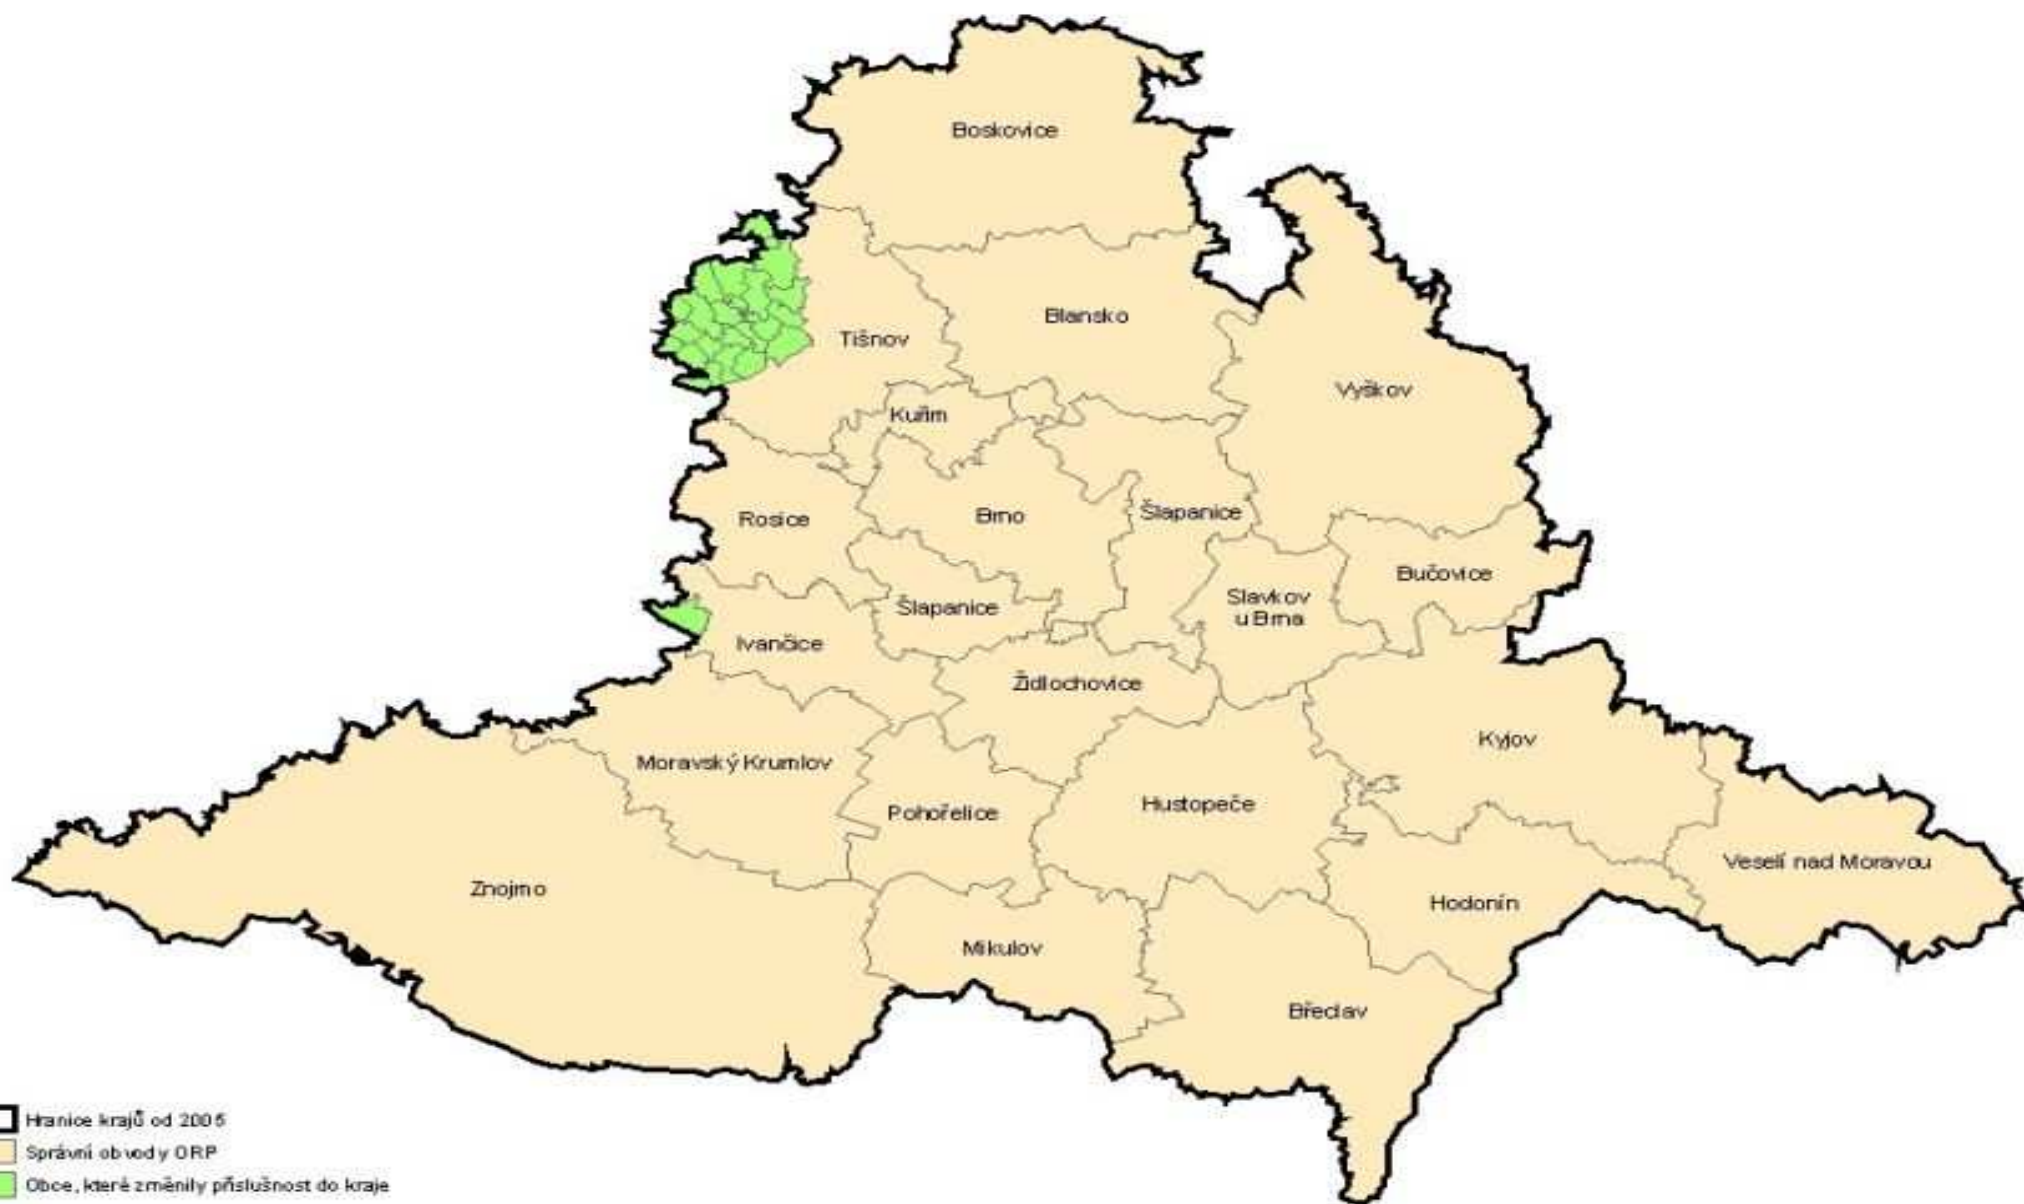 Boskovice
Blansko
Tišnov
Vyškov
Kuřim
Rosice
Brno
Šlapanice
Bučovice
Slavkov
u Brna
Šlapanice
Ivančice
Židlochovice
Kyjov
Moravský Krumlov
Hustopeče
Pohořelice
Veselí nad Moravou
Znojmo
Hodonín
Mikulov
Břeclav
Hranice krajů od 2005
Správní obvody ORP
Obce, které změnily příslušnost do kraje